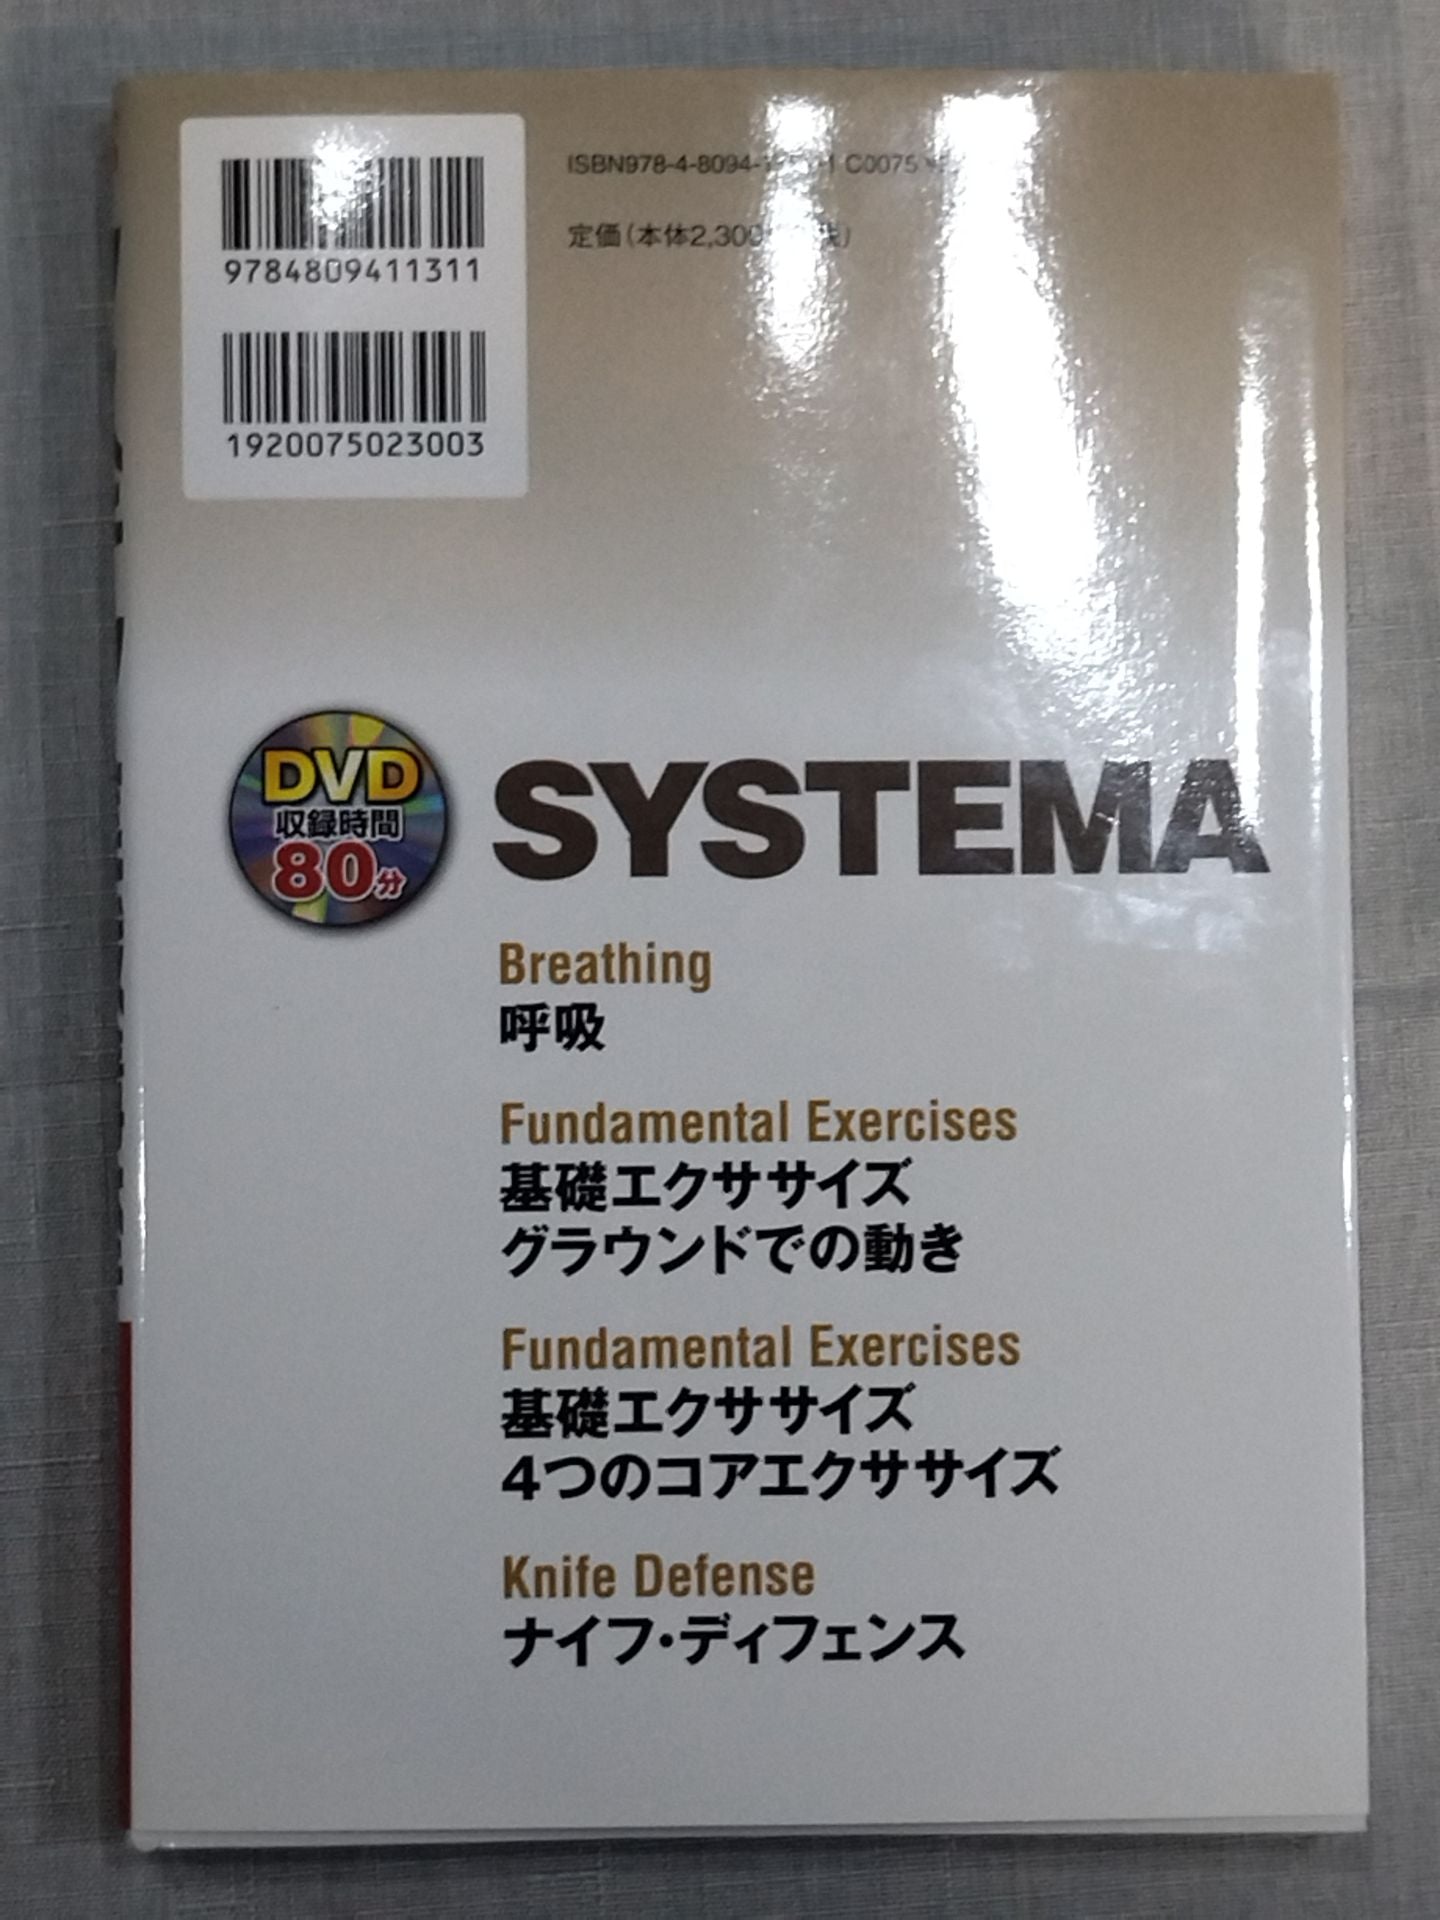 9784809411311
1920075023003
ISBN978-4-8094- C0075
定価(本体2,300
DVD
収録時間
80分
SYSTEMA
Breathing
呼吸
Fundamental Exercises
基礎エクササイズ
グラウンドでの動き
Fundamental Exercises
基礎エクササイズ
4つのコアエクササイズ
Knife Defense
ナイフ・ディフェンス